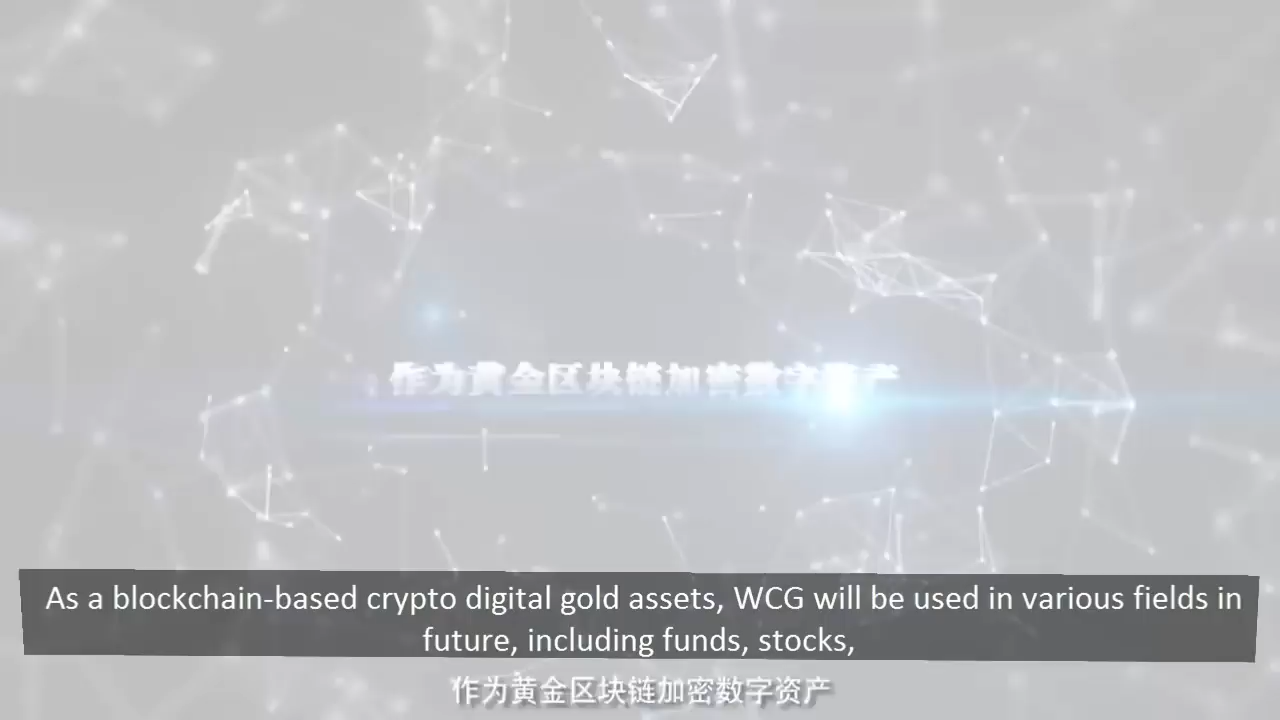 作为黄金区块链加密数字资产
As a blockchain-based crypto digital gold assets, WCG will be used in various fields in
future, including funds, stocks,
作为黄金区块链加密数字资产